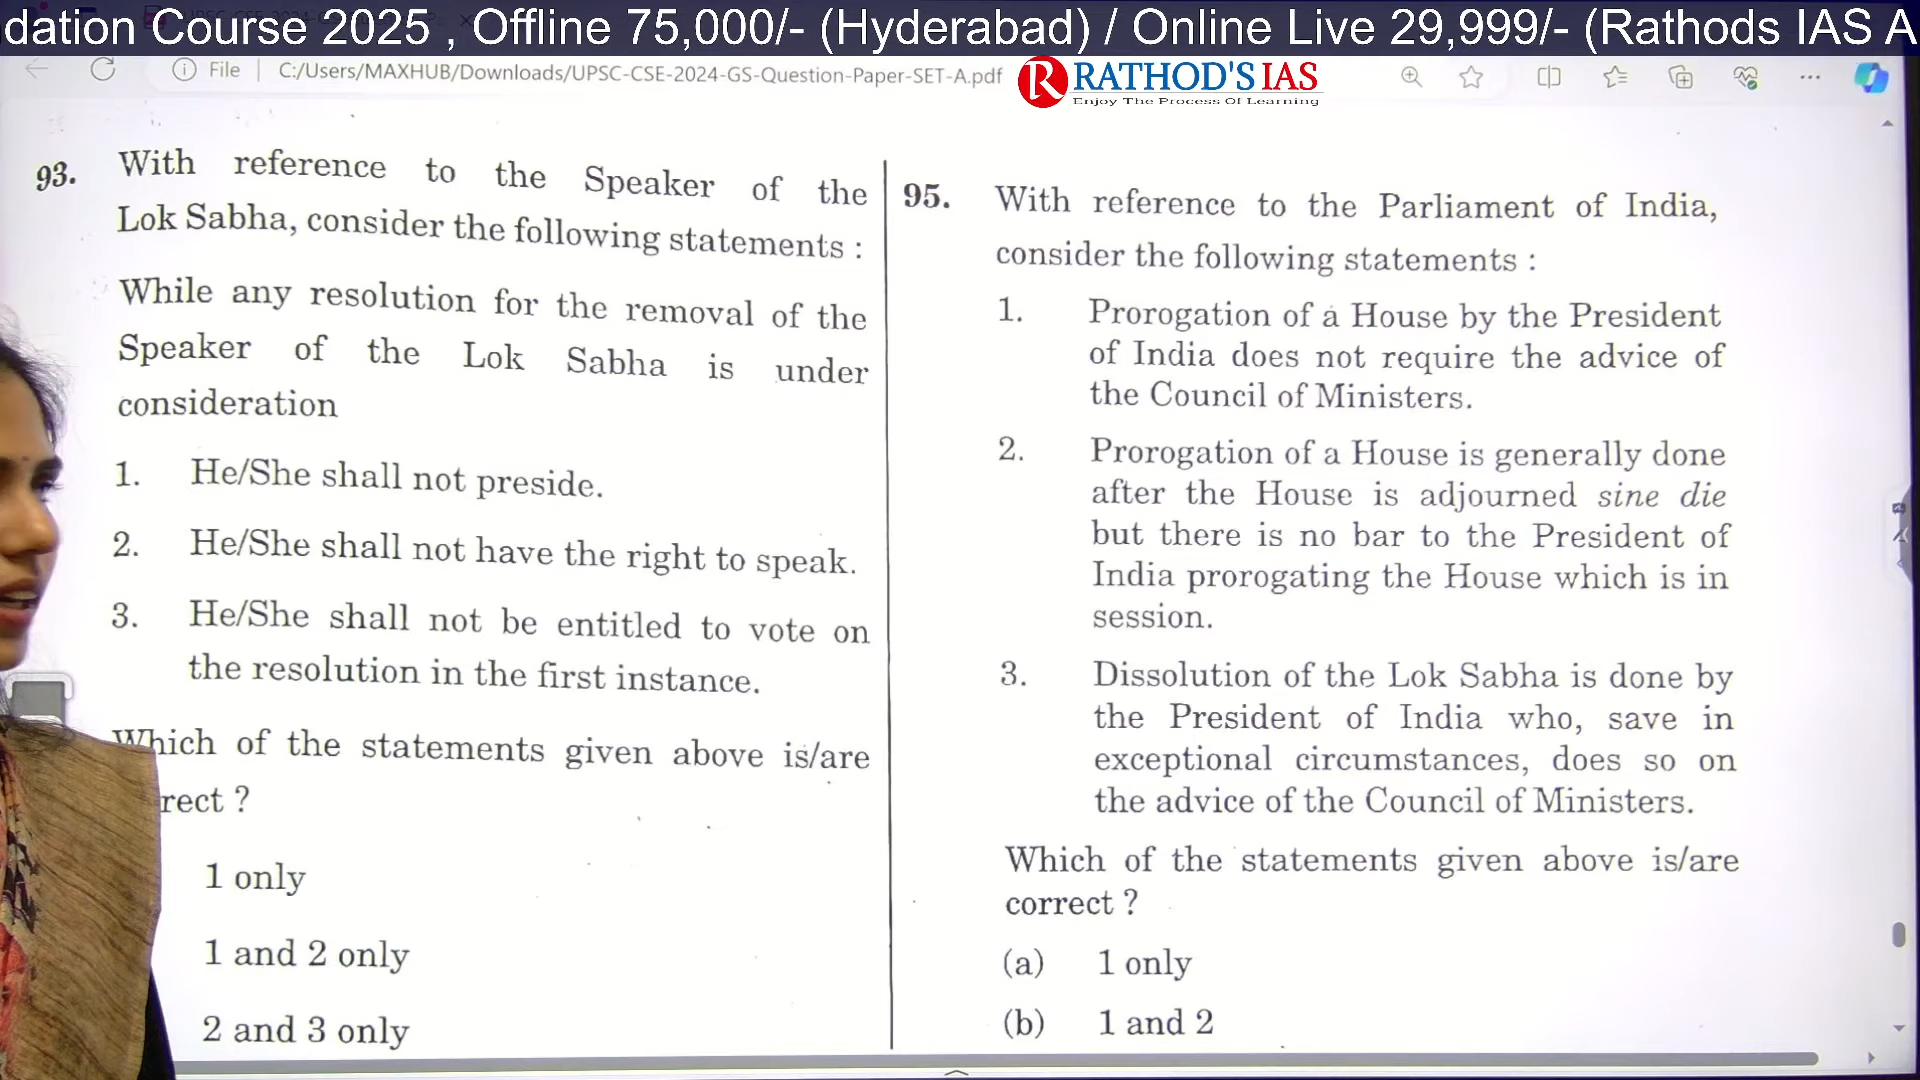 dation Course 2025 , Offline 75,000/- (Hyderabad) / Online Live 29,999/- (Rathods IAS A
File
C:/Users/MAXHUB/Downloads/UPSC-CSE-2024-GS-Question-Paper-SET-A.pdf
RATHOD'S IAS
Enjoy The Process Of Learning
93. With reference to the Speaker of the
Lok Sabha, consider the following statements :
While any resolution for the removal of the
Speaker of the Lok Sabha is under
consideration
1. He/She shall not preside.
2. He/She shall not have the right to speak.
3. He/She shall not be entitled to vote on
the resolution in the first instance.
Which of the statements given above is/are
rect ?
1 only
1 and 2 only
2 and 3 only
95. With reference to the Parliament of India,
consider the following statements :
1. Prorogation of a House by the President
of India does not require the advice of
the Council of Ministers.
2. Prorogation of a House is generally done
after the House is adjourned sine die
but there is no bar to the President of
India prorogating the House which is in
session.
3. Dissolution of the Lok Sabha is done by
the President of India who, save in
exceptional circumstances, does so on
the advice of the Council of Ministers.
Which of the statements given above is/are
correct ?
(a) 1 only
(b) 1 and 2